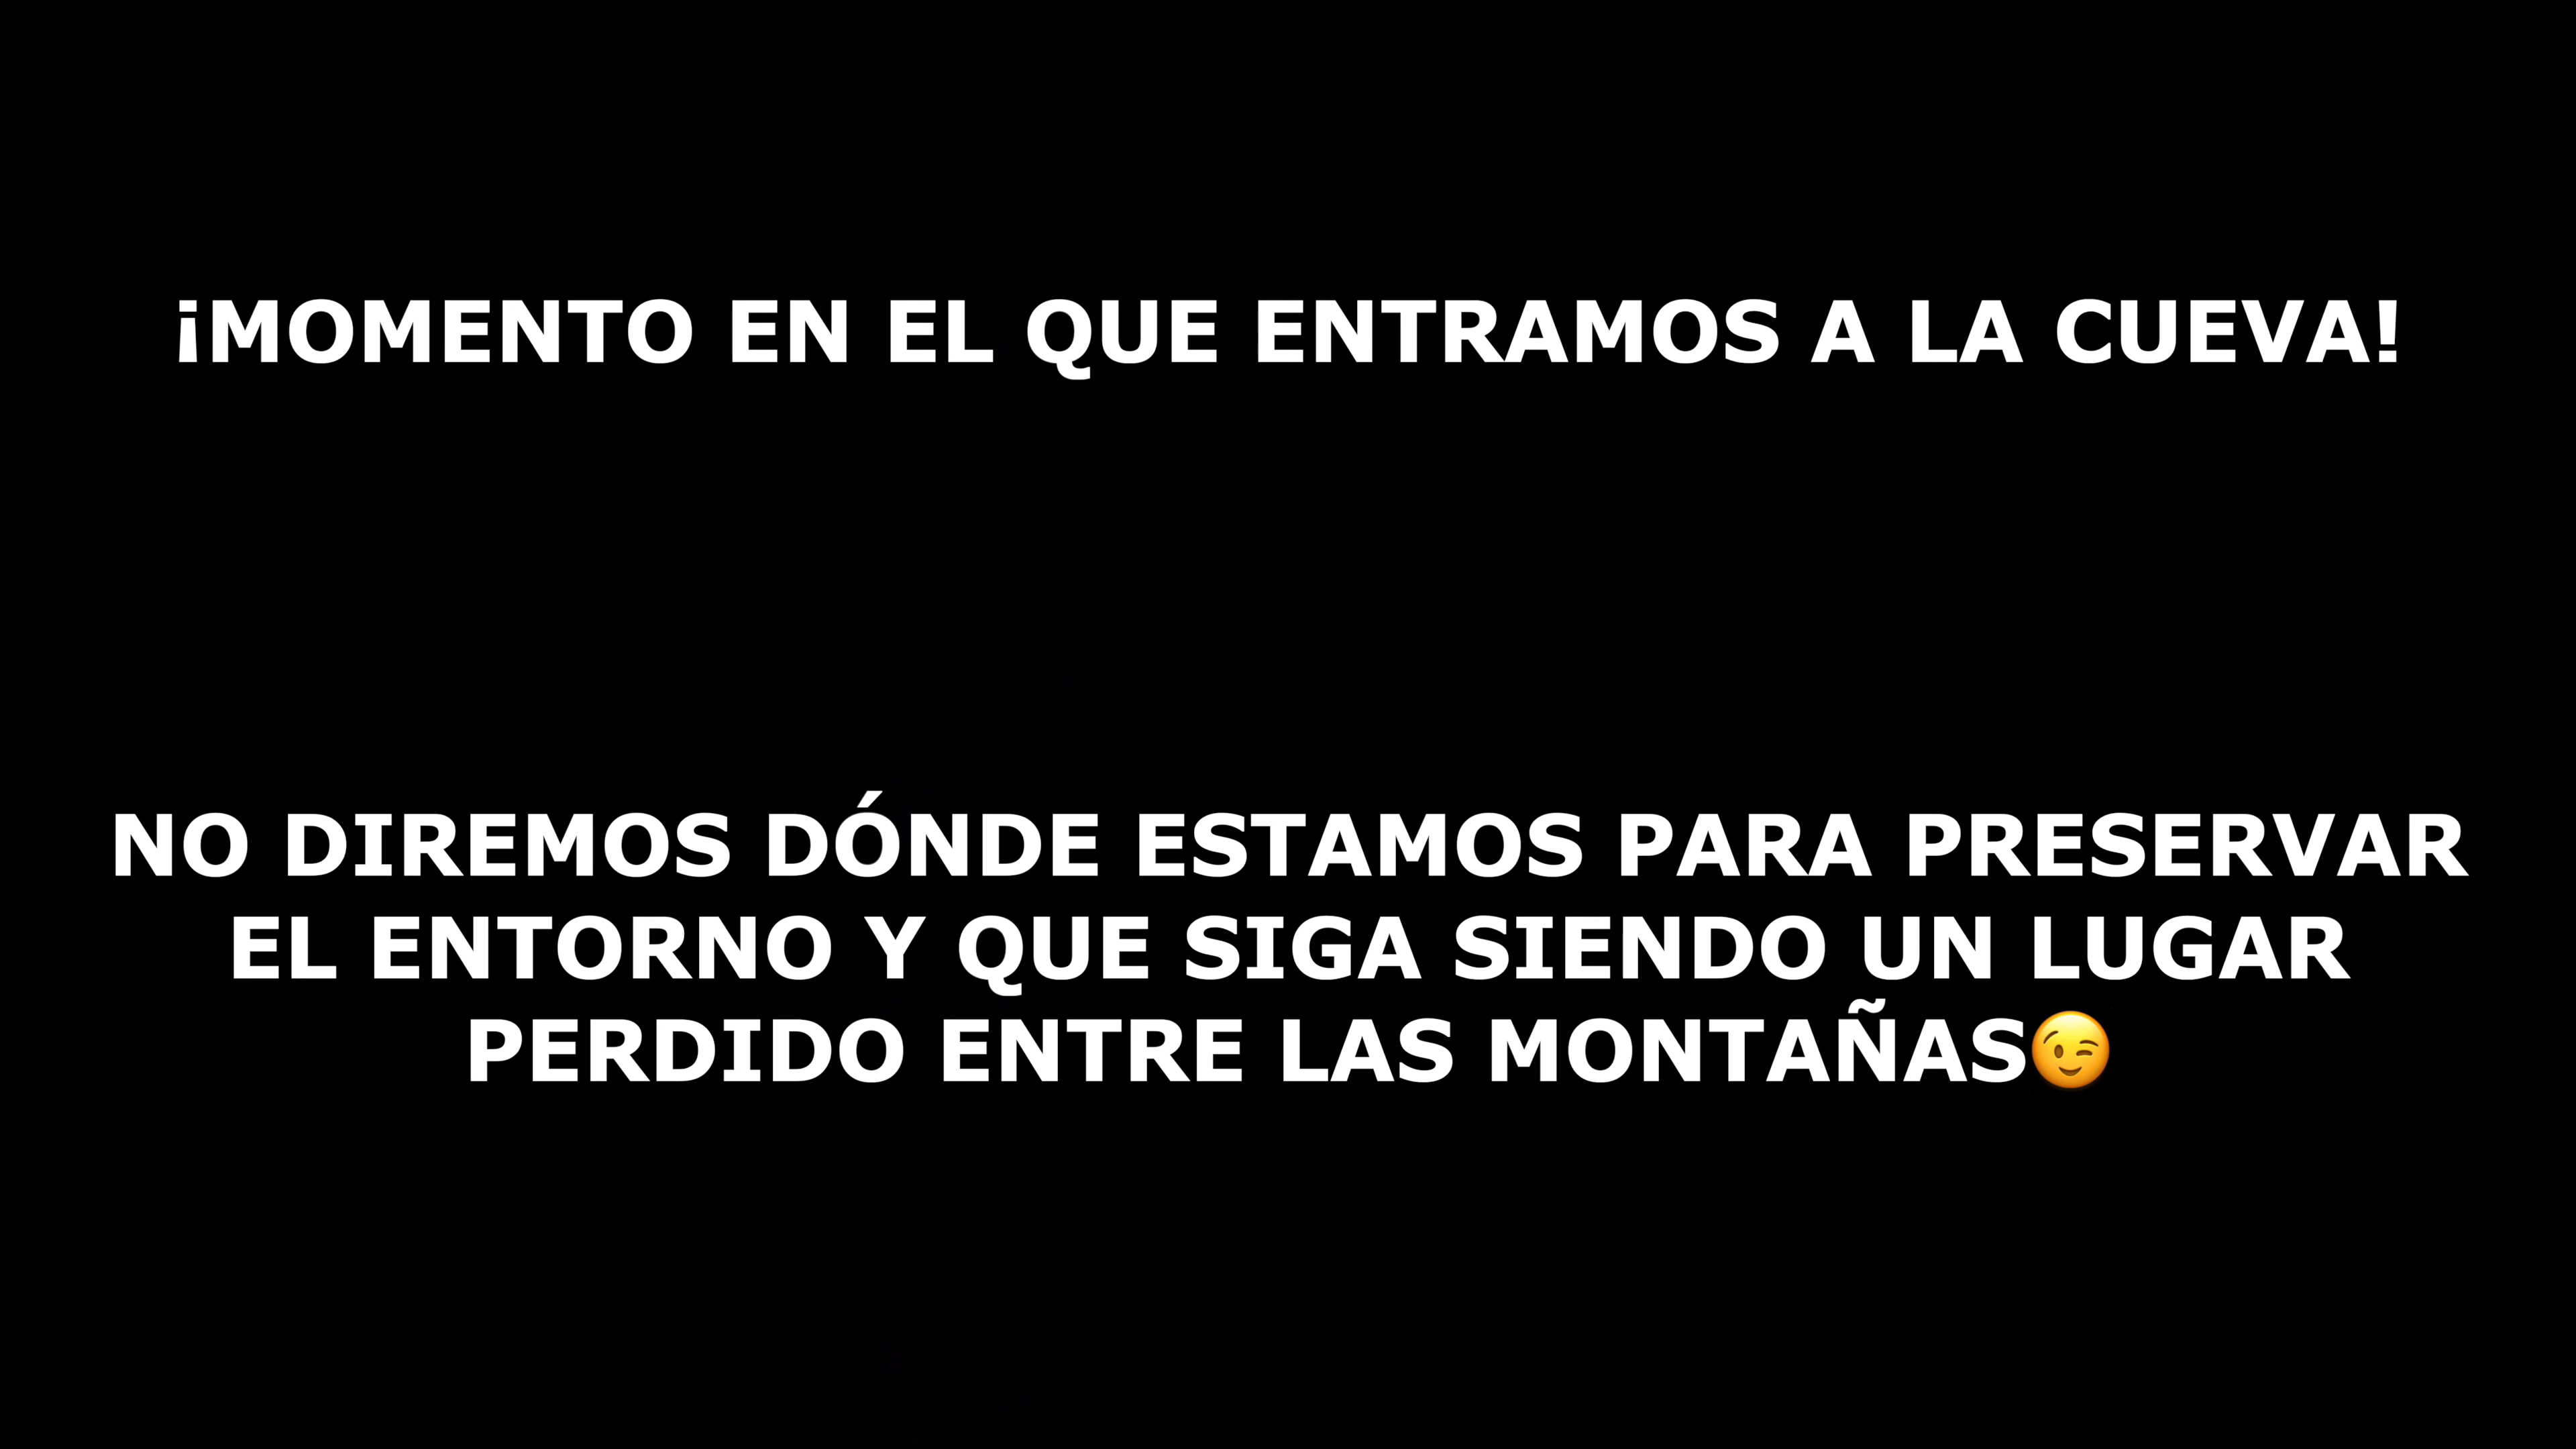 ¡MOMENTO EN EL QUE ENTRAMOS A LA CUEVA!
NO DIREMOS DÓNDE ESTAMOS PARA PRESERVAR
EL ENTORNO Y QUE SIGA SIENDO UN LUGAR
PERDIDO ENTRE LAS MONTAÑAS😉